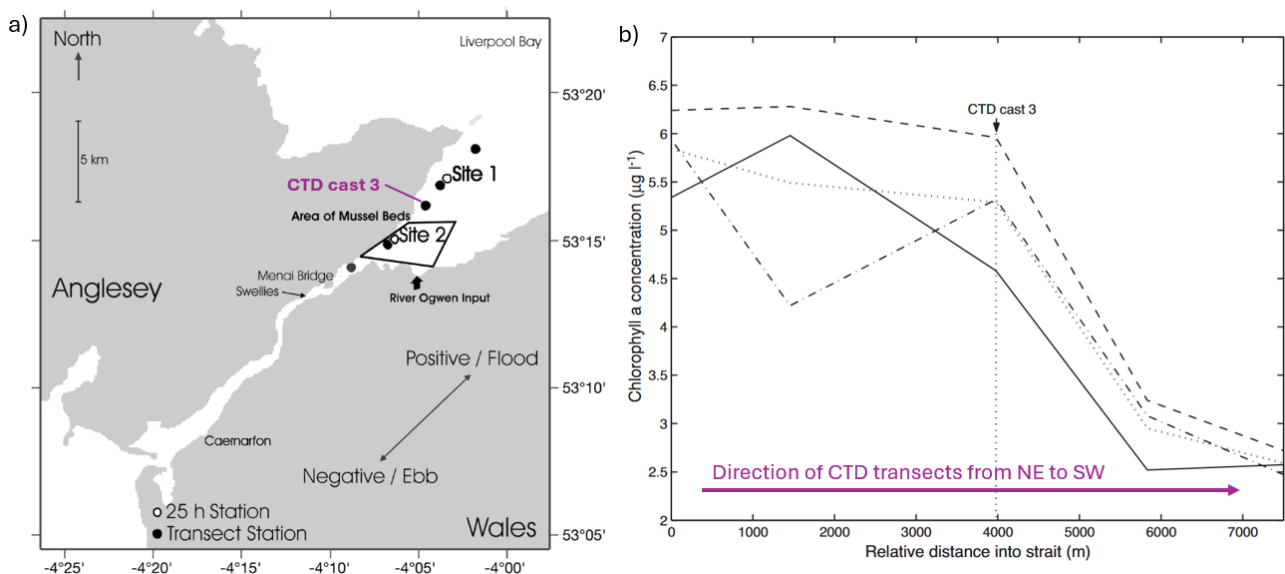 a)
North
Liverpool Bay
53°20'
5 km
Site 1
CTD cast 3
Area of Mussel Beds
Site 2
53°15'
Menai Bridge
Swellies
River Ogwen Input
Anglesey
Positive / Flood
53°10'
Caernarfon
Negative / Ebb
25 h Station
Transect Station
Wales
53°05'
-4°25' -4°20' -4°15' -4°10' -4°05' -4°00'
b)
7
6.5
6
5.5
5
4.5
4
3.5
3
2.5
2
Chlorophyll a concentration (µg l⁻¹)
CTD cast 3
Direction of CTD transects from NE to SW
0 1000 2000 3000 4000 5000 6000 7000
Relative distance into strait (m)